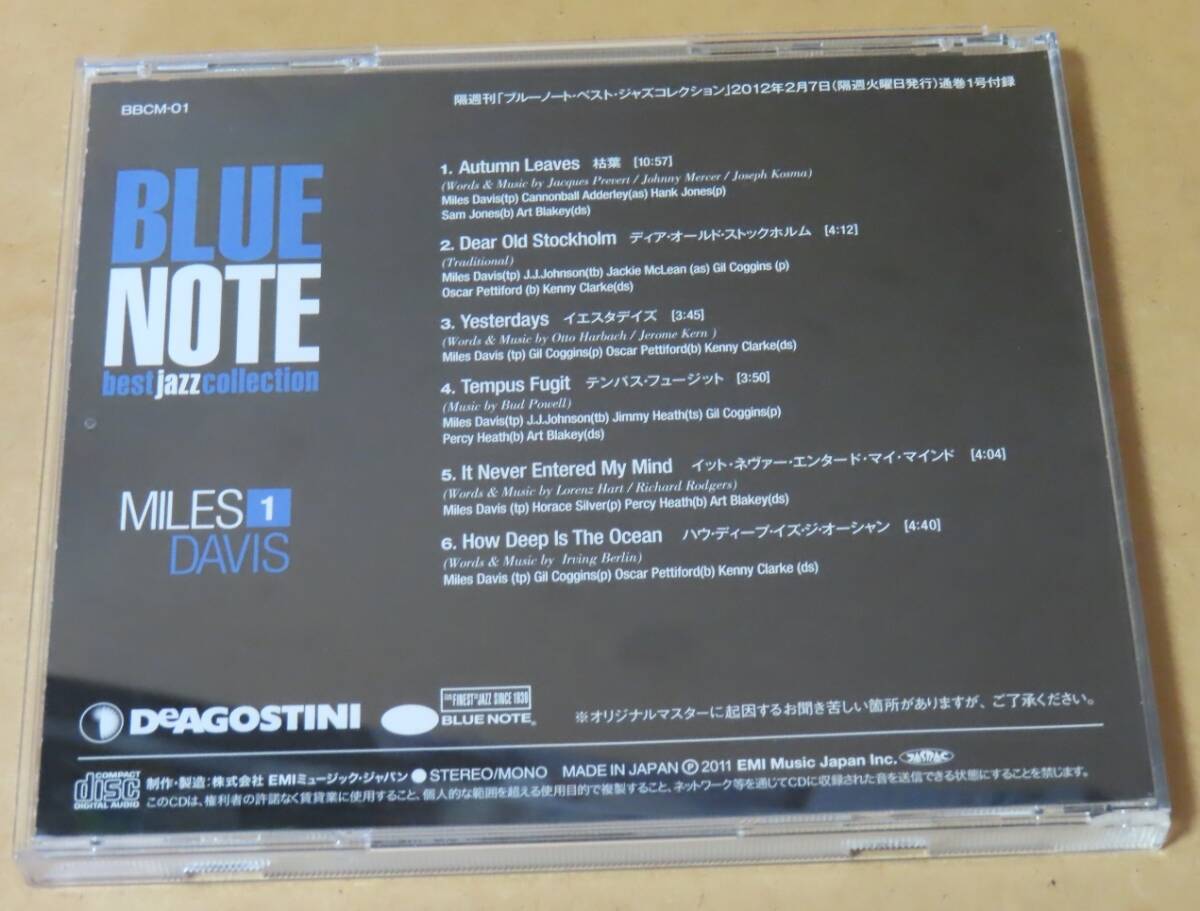 BBCM-01
隔週刊「ブルーノート・ベスト・ジャズコレクション」2012年2月7日(隔週火曜日発行)通巻1号付録
BLUE
NOTE
best jazz collection
MILES 1
DAVIS
1. Autumn Leaves 枯葉 [10:57]
(Words & Music by Jacques Prevert / Johnny Mercer / Joseph Kosma)
Miles Davis(tp) Cannonball Adderley(as) Hank Jones(p)
Sam Jones(b) Art Blakey(ds)
2. Dear Old Stockholm ディア・オールド・ストックホルム [4:12]
(Traditional)
Miles Davis(tp) J.J.Johnson(tb) Jackie McLean (as) Gil Coggins (p)
Oscar Pettiford (b) Kenny Clarke(ds)
3. Yesterdays イエスタデイズ [3:45]
(Words & Music by Otto Harbach / Jerome Kern )
Miles Davis (tp) Gil Coggins(p) Oscar Pettiford(b) Kenny Clarke(ds)
4. Tempus Fugit テンパス・フュージット [3:50]
(Music by Bud Powell)
Miles Davis(tp) J.J.Johnson(tb) Jimmy Heath(ts) Gil Coggins(p)
Percy Heath(b) Art Blakey(ds)
5. It Never Entered My Mind イット・ネヴァー・エンタード・マイ・マインド [4:04]
(Words & Music by Lorenz Hart / Richard Rodgers)
Miles Davis (tp) Horace Silver(p) Percy Heath(b) Art Blakey(ds)
6. How Deep Is The Ocean ハウ・ディープ・イズ・ジ・オーシャン [4:40]
(Words & Music by Irving Berlin)
Miles Davis (tp) Gil Coggins(p) Oscar Pettiford(b) Kenny Clarke (ds)
DeAGOSTINI
FINEST IN JAZZ SINCE 1939
BLUE NOTE®
※オリジナルマスターに起因するお聞き苦しい箇所がありますが、ご了承ください。
COMPACT
disc
DIGITAL AUDIO
制作・製造:株式会社 EMIミュージック・ジャパン ●STEREO/MONO MADE IN JAPAN ℗2011 EMI Music Japan Inc. JASRAC
このCDは、権利者の許諾なく賃貸業に使用すること、個人的な範囲を超える使用目的で複製すること、ネットワーク等を通じてCDに収録された音を送信できる状態にすることを禁じます。